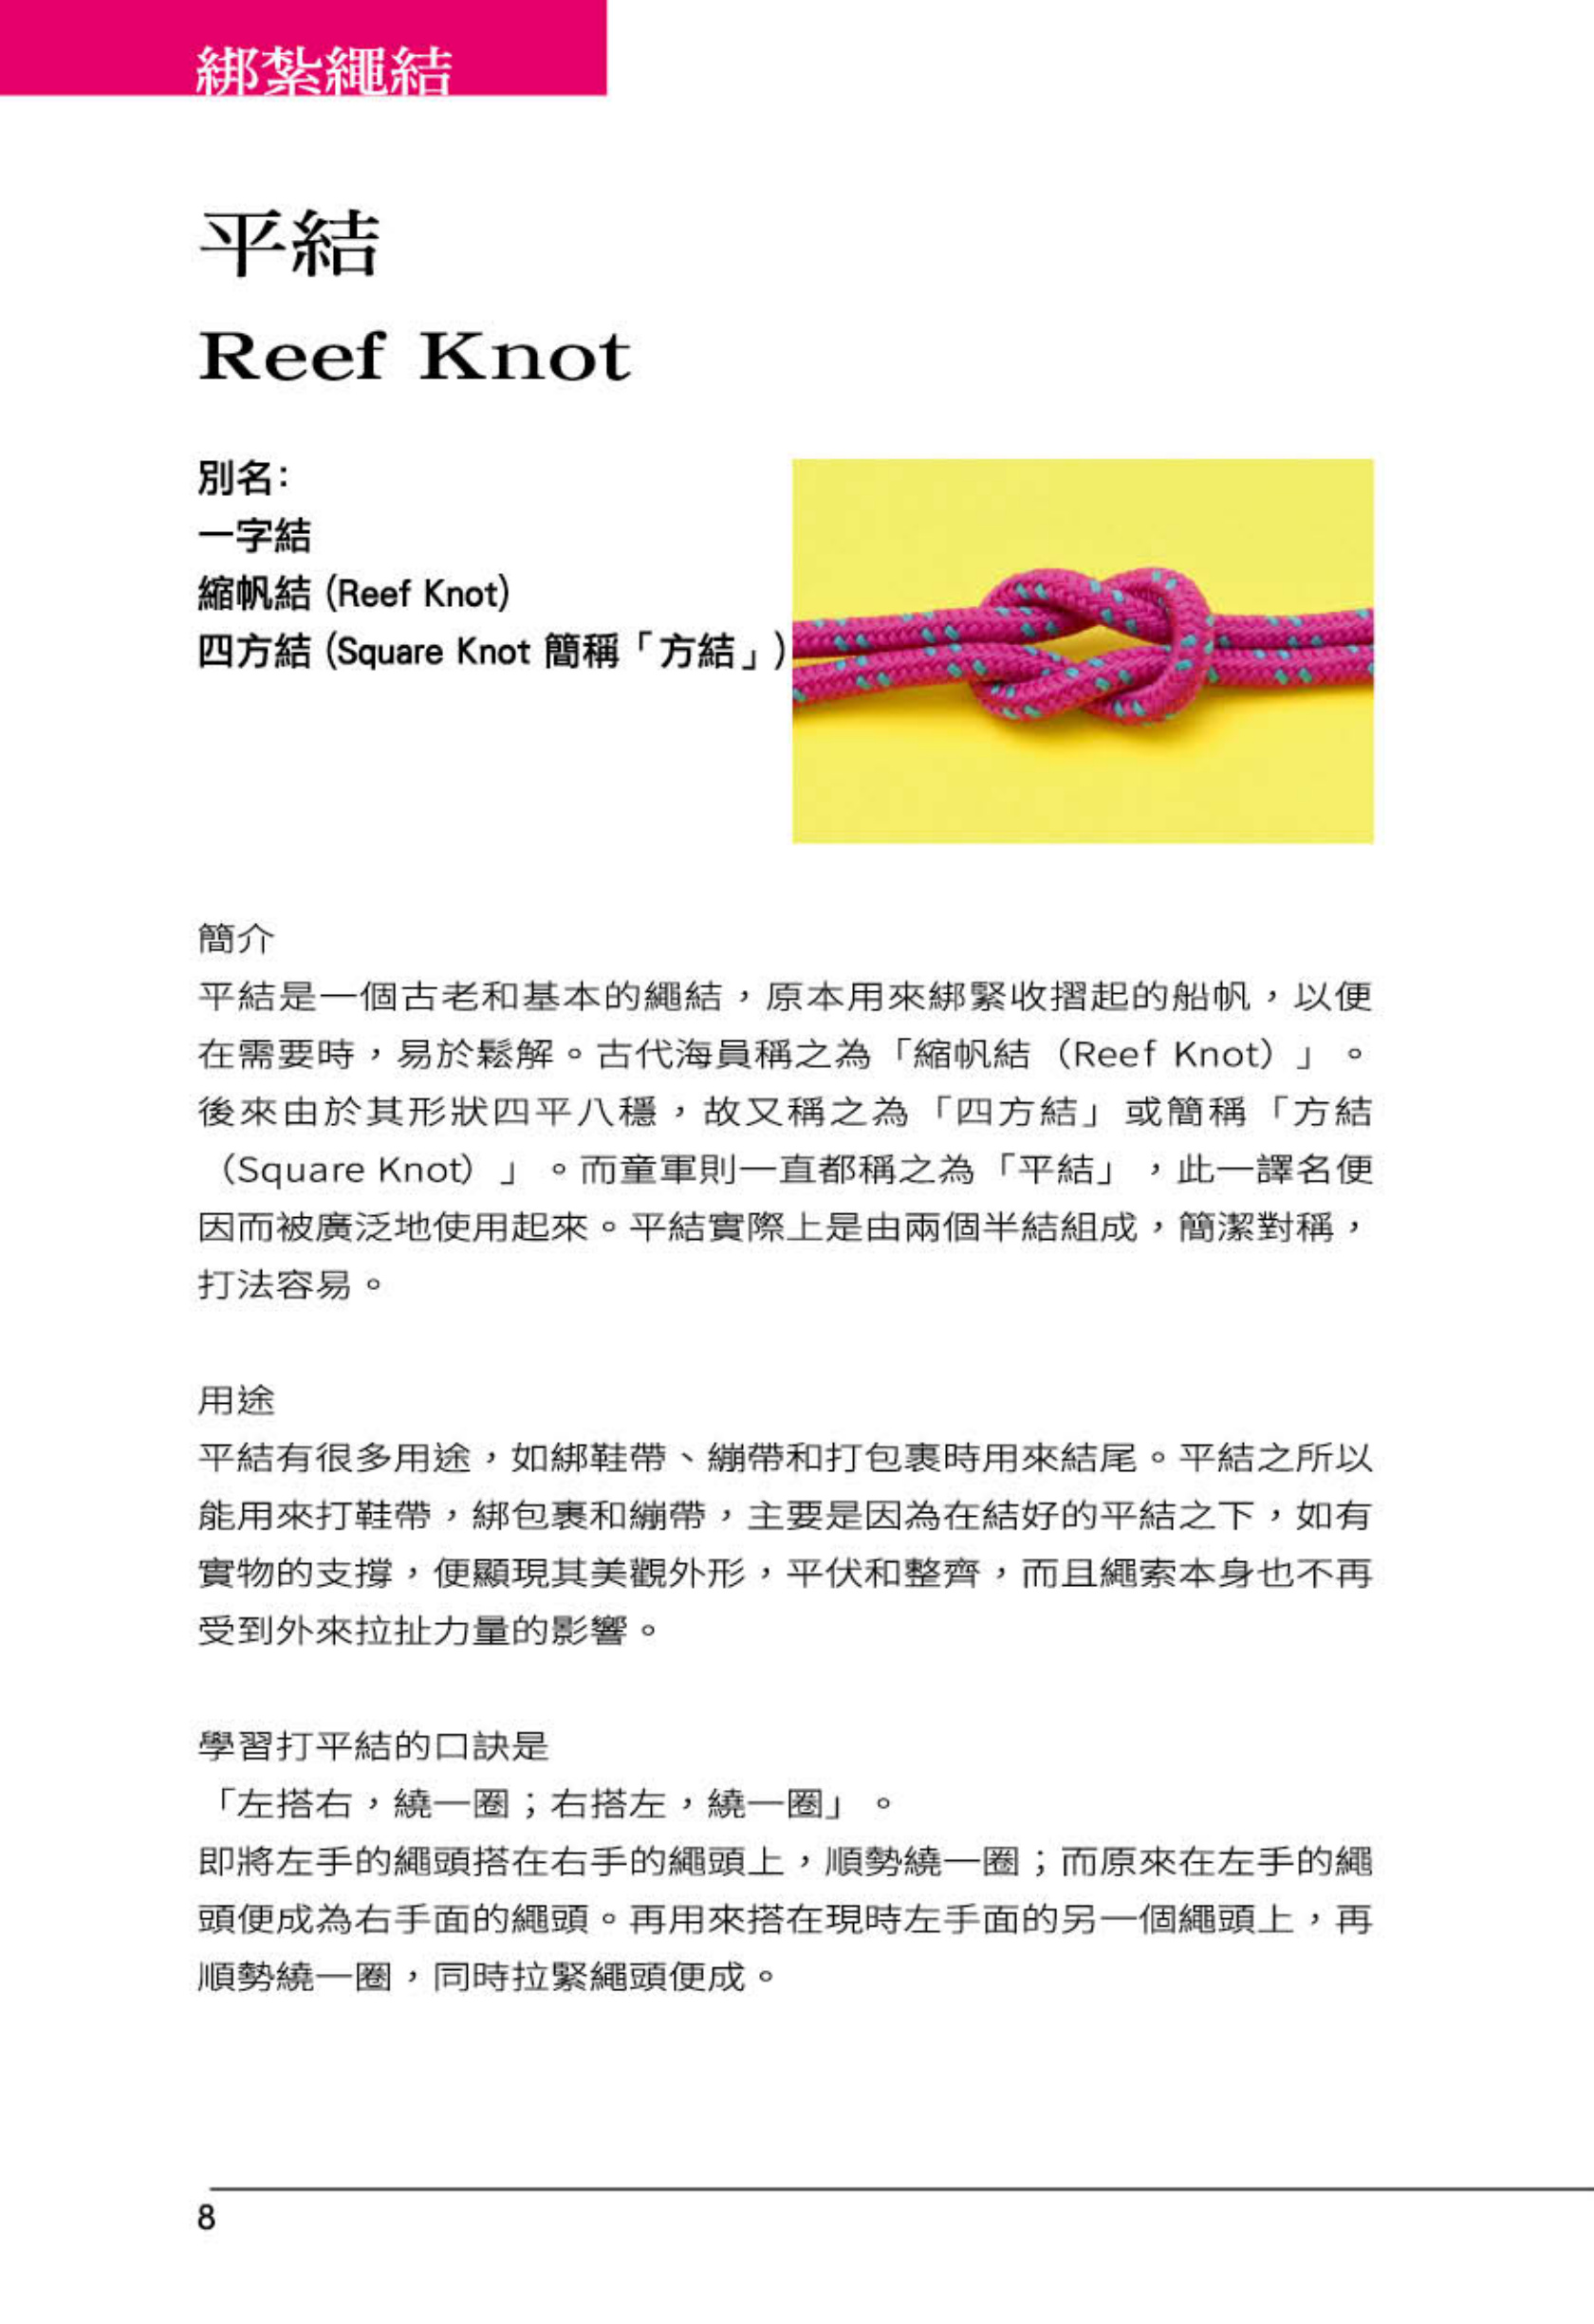 綁紮繩結
平結
Reef Knot
別名：
一字結
縮帆結 (Reef Knot)
四方結 (Square Knot 簡稱「方結」)
簡介
平結是一個古老和基本的繩結，原本用來綁緊收摺起的船帆，以便
在需要時，易於鬆解。古代海員稱之為「縮帆結（Reef Knot）」。
後來由於其形狀四平八穩，故又稱之為「四方結」或簡稱「方結
（Square Knot）」。而童軍則一直都稱之為「平結」，此一譯名便
因而被廣泛地使用起來。平結實際上是由兩個半結組成，簡潔對稱，
打法容易。
用途
平結有很多用途，如綁鞋帶、繃帶和打包裹時用來結尾。平結之所以
能用來打鞋帶，綁包裹和繃帶，主要是因為在結好的平結之下，如有
實物的支撐，便顯現其美觀外形，平伏和整齊，而且繩索本身也不再
受到外來拉扯力量的影響。
學習打平結的口訣是
「左搭右，繞一圈；右搭左，繞一圈」。
即將左手的繩頭搭在右手的繩頭上，順勢繞一圈；而原來在左手的繩
頭便成為右手面的繩頭。再用來搭在現時左手面的另一個繩頭上，再
順勢繞一圈，同時拉緊繩頭便成。
8